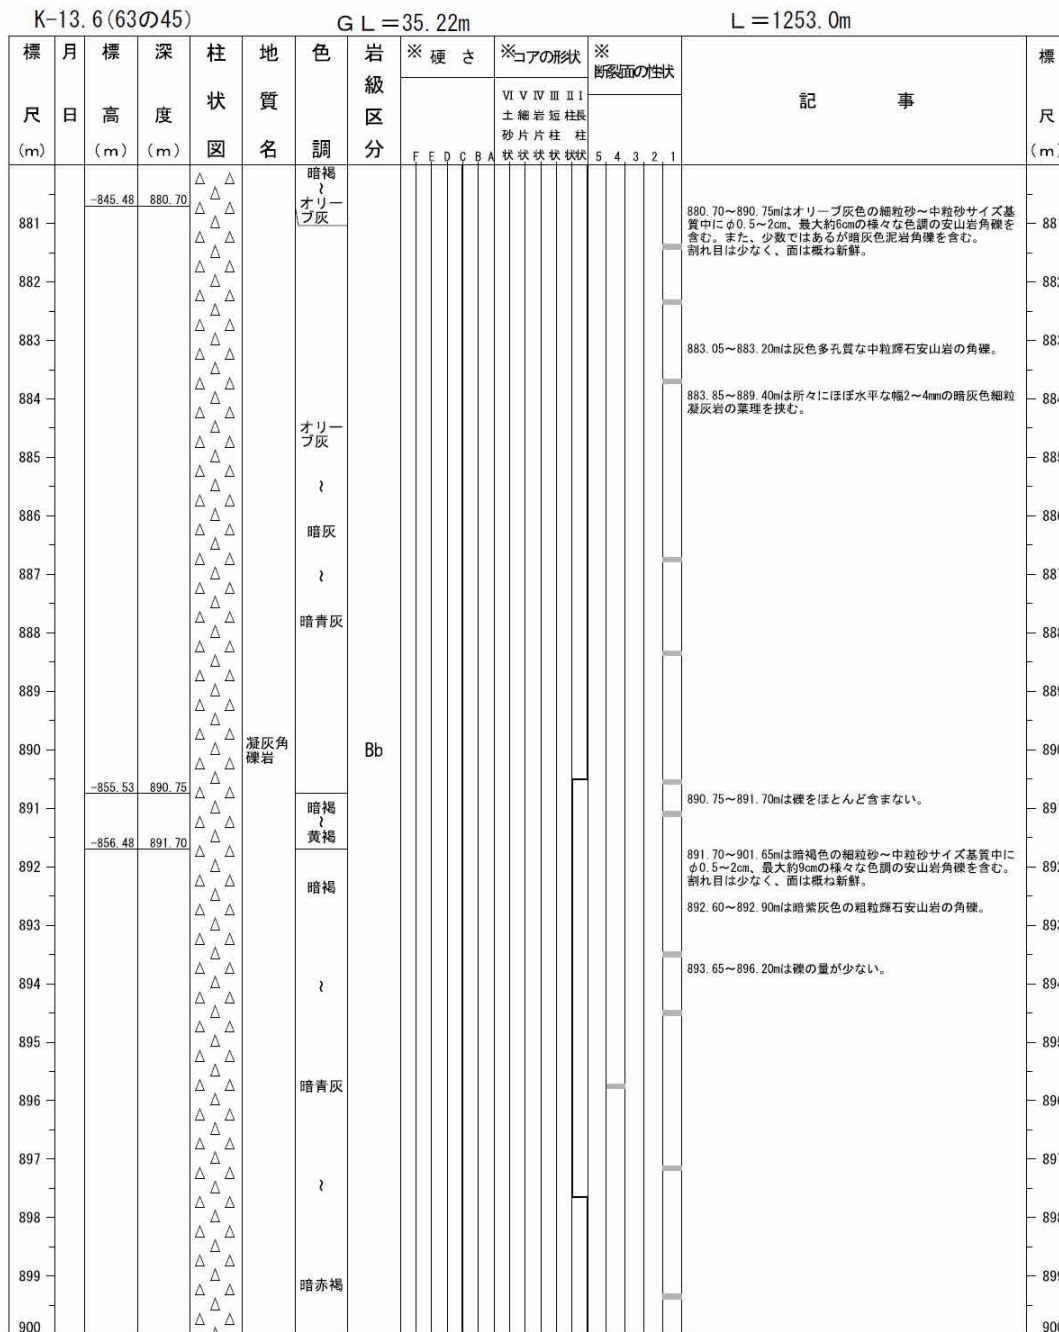 K-13.6(63の45)
GL=35.22m
L=1253.0m
標尺(m)
月日
標高(m)
深度(m)
柱状図
地質名
色調
岩級区分
※硬さ
F E D C B A
※コアの形状
Ⅵ土砂状
Ⅴ細片状
Ⅳ岩片状
Ⅲ短柱状
Ⅱ柱状
Ⅰ長柱状
※断裂面の性状
5 4 3 2 1
記事
標尺(m)
暗褐
~
オリーブ灰
-845.48 880.70
880.70~890.75mはオリーブ灰色の細粒砂~中粒砂サイズ基
質中にφ0.5~2cm、最大約6cmの様々な色調の安山岩角礫を
含む。また、少数ではあるが暗灰色泥岩角礫を含む。
割れ目は少なく、面は概ね新鮮。
881
882
883
883.05~883.20mは灰色多孔質な中粒輝石安山岩の角礫。
883.85~889.40mは所々にほぼ水平な幅2~4mmの暗灰色細粒
凝灰岩の葉理を挟む。
884
オリーブ灰
885
~
886
暗灰
887
~
888
暗青灰
889
890
凝灰角礫岩
Bb
-855.53 890.75
890.75~891.70mは礫をほとんど含まない。
891
暗褐
~
黄褐
-856.48 891.70
891.70~901.65mは暗褐色の細粒砂~中粒砂サイズ基質中に
φ0.5~2cm、最大約9cmの様々な色調の安山岩角礫を含む。
割れ目は少なく、面は概ね新鮮。
892
暗褐
892.60~892.90mは暗紫灰色の粗粒輝石安山岩の角礫。
893
893.65~896.20mは礫の量が少ない。
894
~
895
暗青灰
896
897
~
898
899
暗赤褐
900